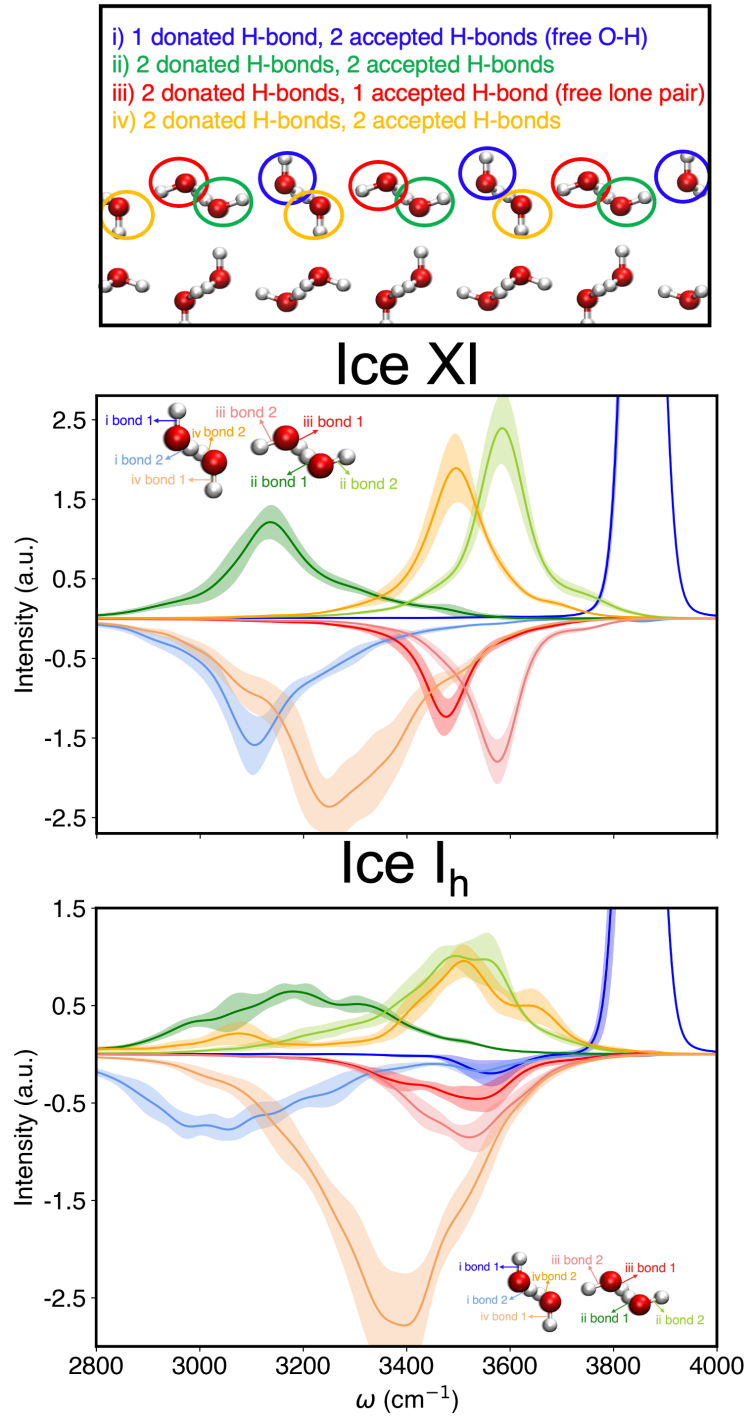 i) 1 donated H-bond, 2 accepted H-bonds (free O-H)
ii) 2 donated H-bonds, 2 accepted H-bonds
iii) 2 donated H-bonds, 1 accepted H-bond (free lone pair)
iv) 2 donated H-bonds, 2 accepted H-bonds
Ice XI
2.5
1.5
0.5
-0.5
-1.5
-2.5
Intensity (a.u.)
i bond 1
iv bond 2
i bond 2
iv bond 1
iii bond 2
iii bond 1
ii bond 1
ii bond 2
Ice Iₕ
1.5
0.5
-0.5
-1.5
-2.5
Intensity (a.u.)
i bond 1
ivbond 2
i bond 2
iv bond 1
iii bond 2
iii bond 1
ii bond 1
ii bond 2
2800 3000 3200 3400 3600 3800 4000
ω (cm⁻¹)